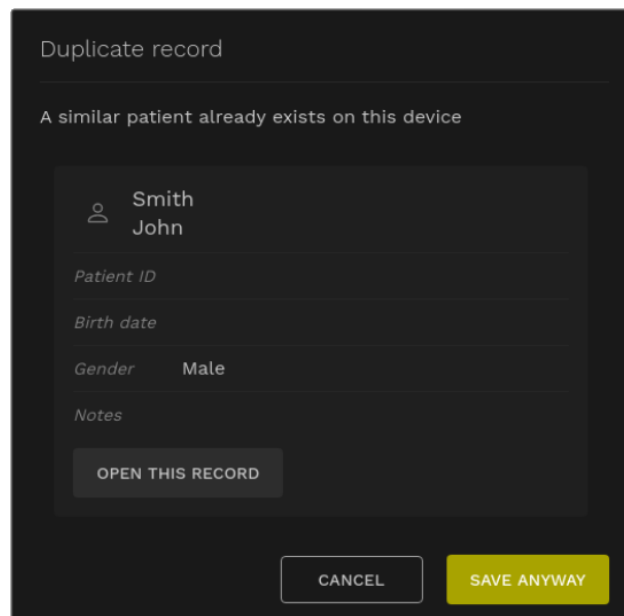 Duplicate record
A similar patient already exists on this device
Smith
John
Patient ID
Birth date
Gender Male
Notes
OPEN THIS RECORD
CANCEL SAVE ANYWAY